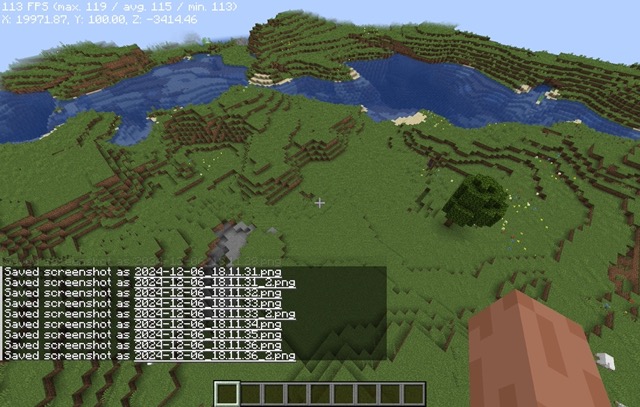 113 FPS (max. 119 / avg. 115 / min. 113)
X: 19971.87, Y: 100.00, Z: -3414.46
Saved screenshot as 2024-12-06_18.11.31.png
Saved screenshot as 2024-12-06_18.11.31_2.png
Saved screenshot as 2024-12-06_18.11.32.png
Saved screenshot as 2024-12-06_18.11.33.png
Saved screenshot as 2024-12-06_18.11.33_2.png
Saved screenshot as 2024-12-06_18.11.34.png
Saved screenshot as 2024-12-06_18.11.35.png
Saved screenshot as 2024-12-06_18.11.36.png
Saved screenshot as 2024-12-06_18.11.36_2.png